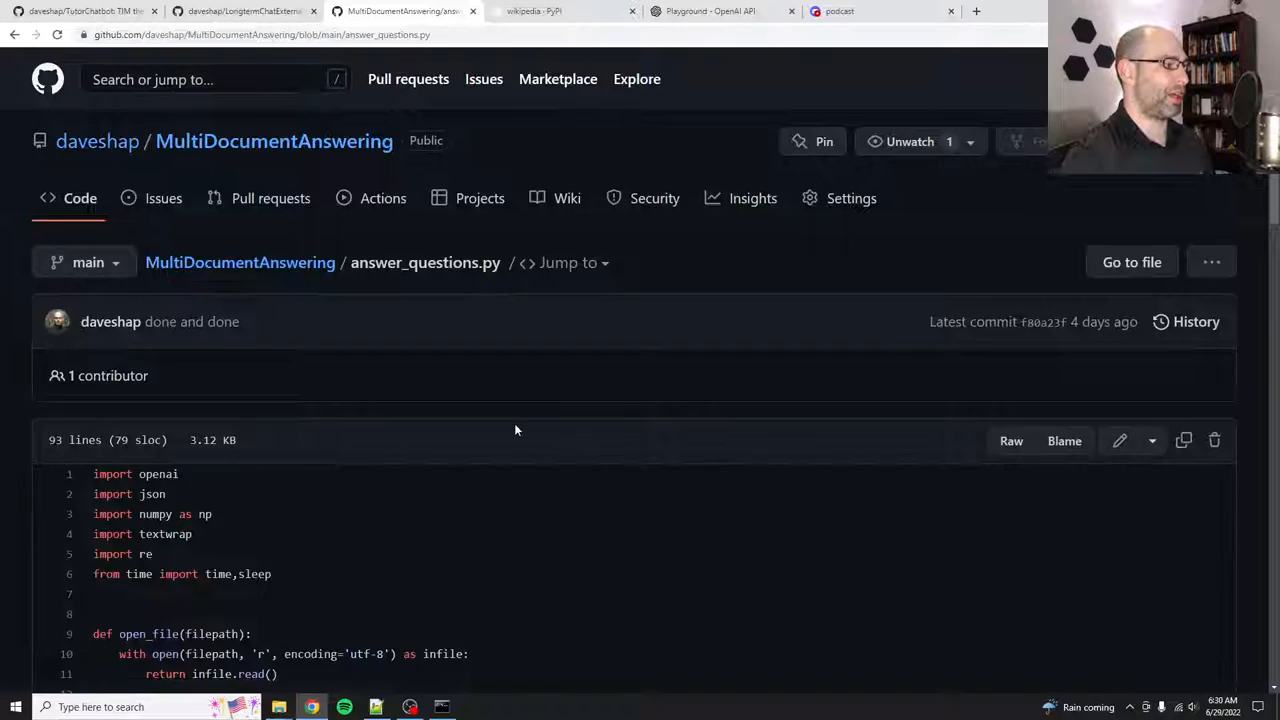 daveshap/TutorChatbot: TIM the
daveshap/LongtermChatExternal
MultiDocumentAnswering/answ
wikipedia · PyPI
Playground - OpenAI API
podcast
github.com/daveshap/MultiDocumentAnswering/blob/main/answer_questions.py
Search or jump to...
/
Pull requests
Issues
Marketplace
Explore
daveshap / MultiDocumentAnswering
Public
Pin
Unwatch 1
Code
Issues
Pull requests
Actions
Projects
Wiki
Security
Insights
Settings
main
MultiDocumentAnswering / answer_questions.py / <> Jump to
Go to file
...
daveshap done and done
Latest commit f80a23f 4 days ago
History
1 contributor
93 lines (79 sloc) 3.12 KB
Raw
Blame
1 import openai
2 import json
3 import numpy as np
4 import textwrap
5 import re
6 from time import time,sleep
7
8
9 def open_file(filepath):
10 with open(filepath, 'r', encoding='utf-8') as infile:
11 return infile.read()
Type here to search
Rain coming
6:30 AM
6/29/2022